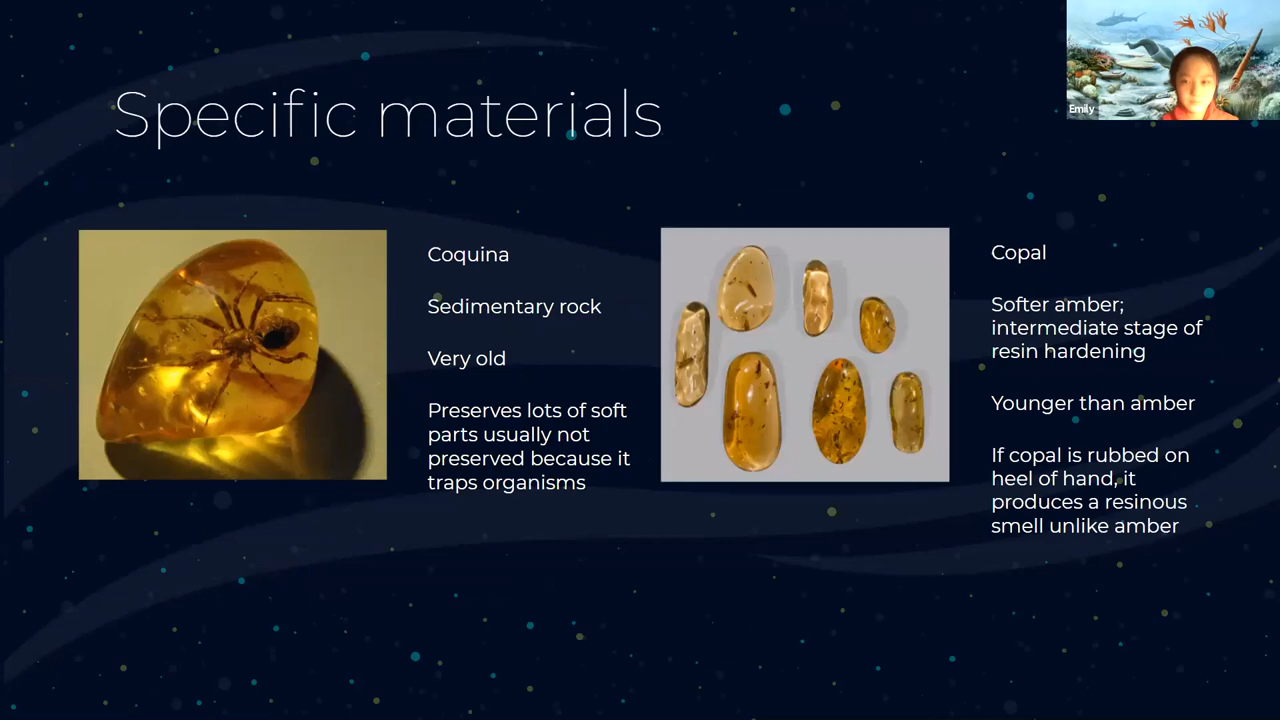 Specific materials
Emily
Coquina
Sedimentary rock
Very old
Preserves lots of soft
parts usually not
preserved because it
traps organisms
Copal
Softer amber;
intermediate stage of
resin hardening
Younger than amber
If copal is rubbed on
heel of hand, it
produces a resinous
smell unlike amber